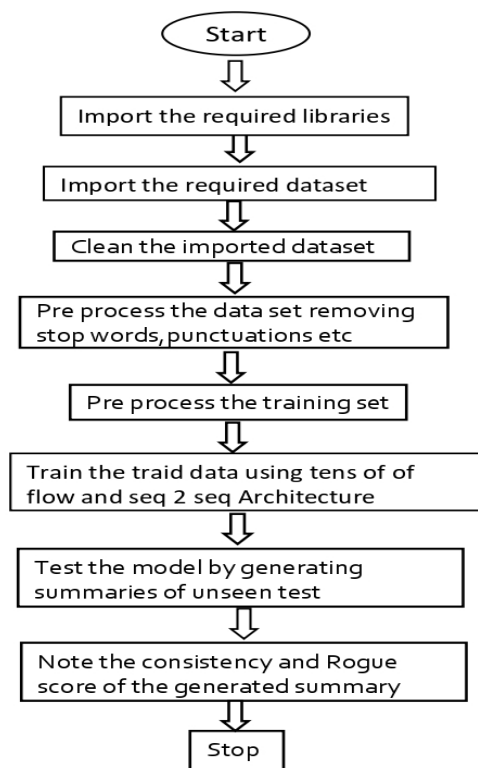 Start
Import the required libraries
Import the required dataset
Clean the imported dataset
Pre process the data set removing
stop words,punctuations etc
Pre process the training set
Train the traid data using tens of of
flow and seq 2 seq Architecture
Test the model by generating
summaries of unseen test
Note the consistency and Rogue
score of the generated summary
Stop